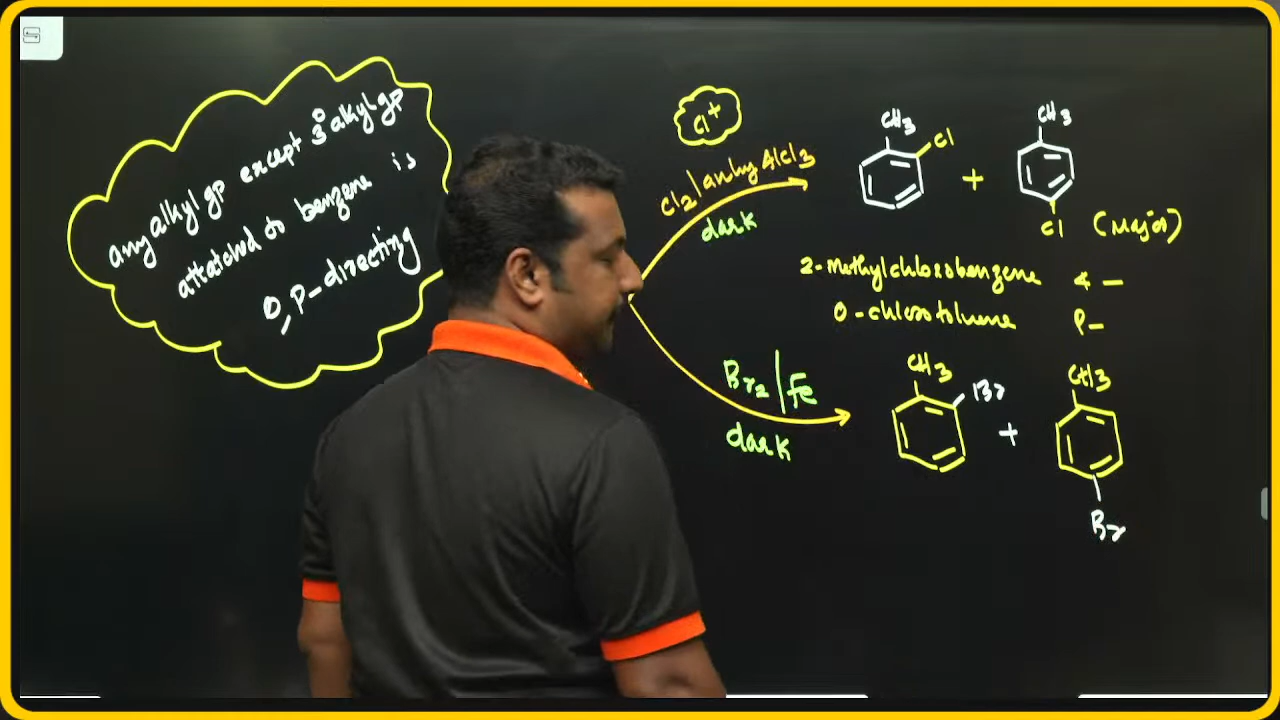 any alkyl gp except 3° alkyl gp
attatched to benzene is
O, P-directing
Cl+
Cl2 | anhy AlCl3
dark
CH3
Cl
+
CH3
Cl
(Major)
2-Methylchlorobenzene 4 -
O-chlorotoluene P-
Br2 | Fe
dark
CH3
Br
+
CH3
Br